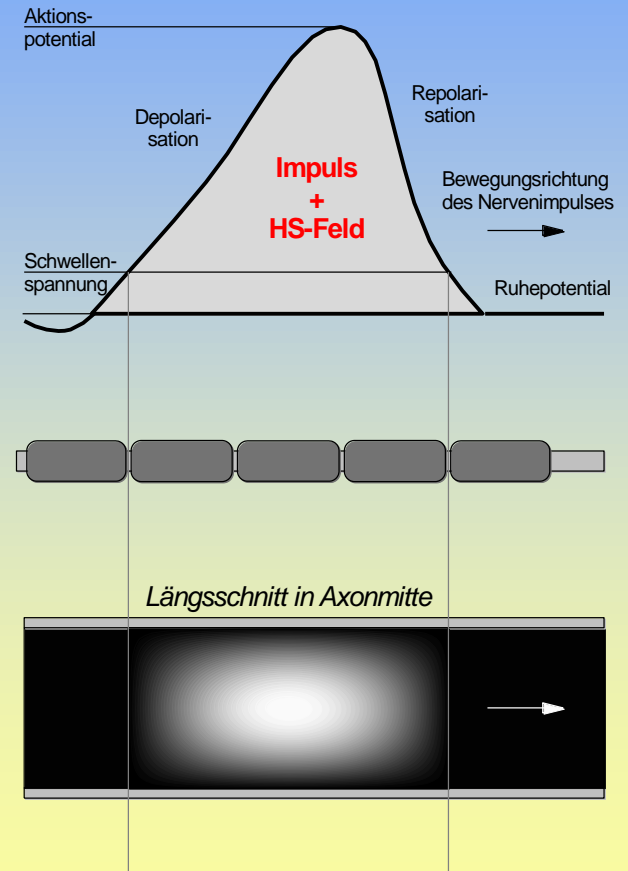 Aktions-
potential
Depolari-
sation
Repolari-
sation
Impuls
+
HS-Feld
Bewegungsrichtung
des Nervenimpulses
Schwellen-
spannung
Ruhepotential
Längsschnitt in Axonmitte